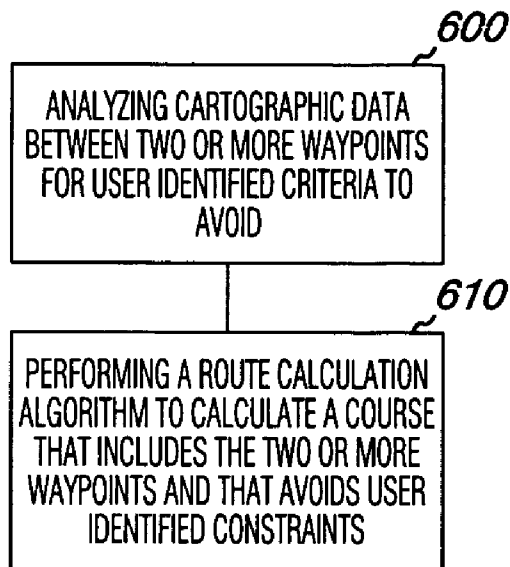 600
ANALYZING CARTOGRAPHIC DATA
BETWEEN TWO OR MORE WAYPOINTS
FOR USER IDENTIFIED CRITERIA TO
AVOID
610
PERFORMING A ROUTE CALCULATION
ALGORITHM TO CALCULATE A COURSE
THAT INCLUDES THE TWO OR MORE
WAYPOINTS AND THAT AVOIDS USER
IDENTIFIED CONSTRAINTS